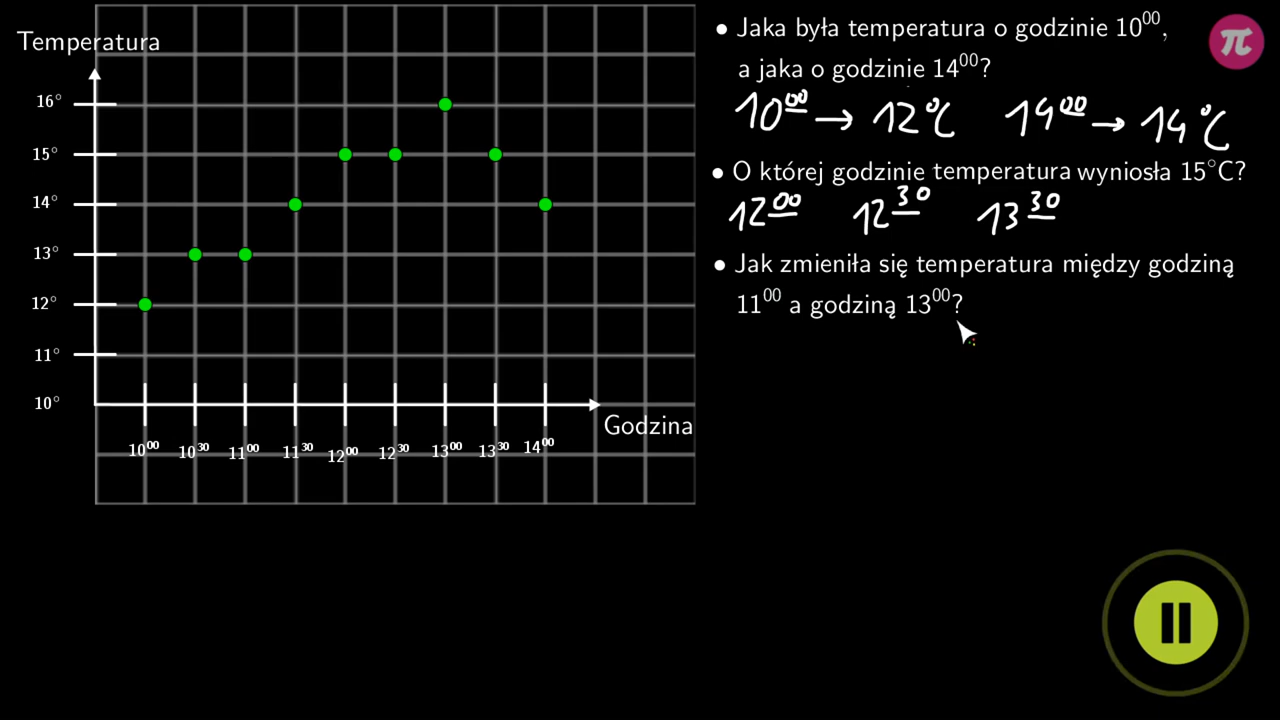 Temperatura
16°
15°
14°
13°
12°
11°
10°
10⁰⁰ 10³⁰ 11⁰⁰ 11³⁰ 12⁰⁰ 12³⁰ 13⁰⁰ 13³⁰ 14⁰⁰
Godzina
• Jaka była temperatura o godzinie 10⁰⁰,
a jaka o godzinie 14⁰⁰?
10⁰⁰ → 12°C 14⁰⁰ → 14°C
• O której godzinie temperatura wyniosła 15°C?
12⁰⁰ 12³⁰ 13³⁰
• Jak zmieniła się temperatura między godziną
11⁰⁰ a godziną 13⁰⁰?
π